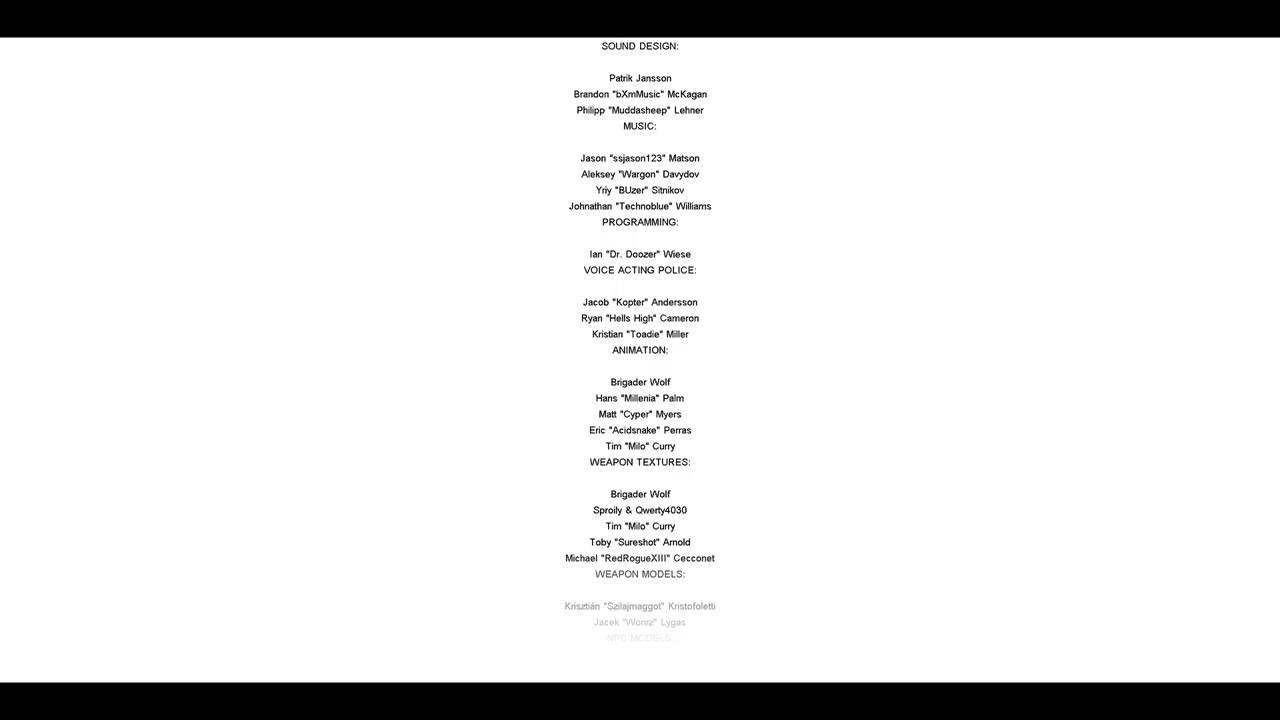 SOUND DESIGN:
Patrik Jansson
Brandon "bXmMusic" McKagan
Philipp "Muddasheep" Lehner
MUSIC:
Jason "ssjason123" Matson
Aleksey "Wargon" Davydov
Yriy "BUzer" Sitnikov
Johnathan "Technoblue" Williams
PROGRAMMING:
Ian "Dr. Doozer" Wiese
VOICE ACTING POLICE:
Jacob "Kopter" Andersson
Ryan "Hells High" Cameron
Kristian "Toadie" Miller
ANIMATION:
Brigader Wolf
Hans "Millenia" Palm
Matt "Cyper" Myers
Eric "Acidsnake" Perras
Tim "Milo" Curry
WEAPON TEXTURES:
Brigader Wolf
Sproily & Qwerty4030
Tim "Milo" Curry
Toby "Sureshot" Arnold
Michael "RedRogueXIII" Cecconet
WEAPON MODELS:
Krisztián "Szilajmaggot" Kristofoletti
Jacek "Wonrz" Lygas
NPC MODELS: